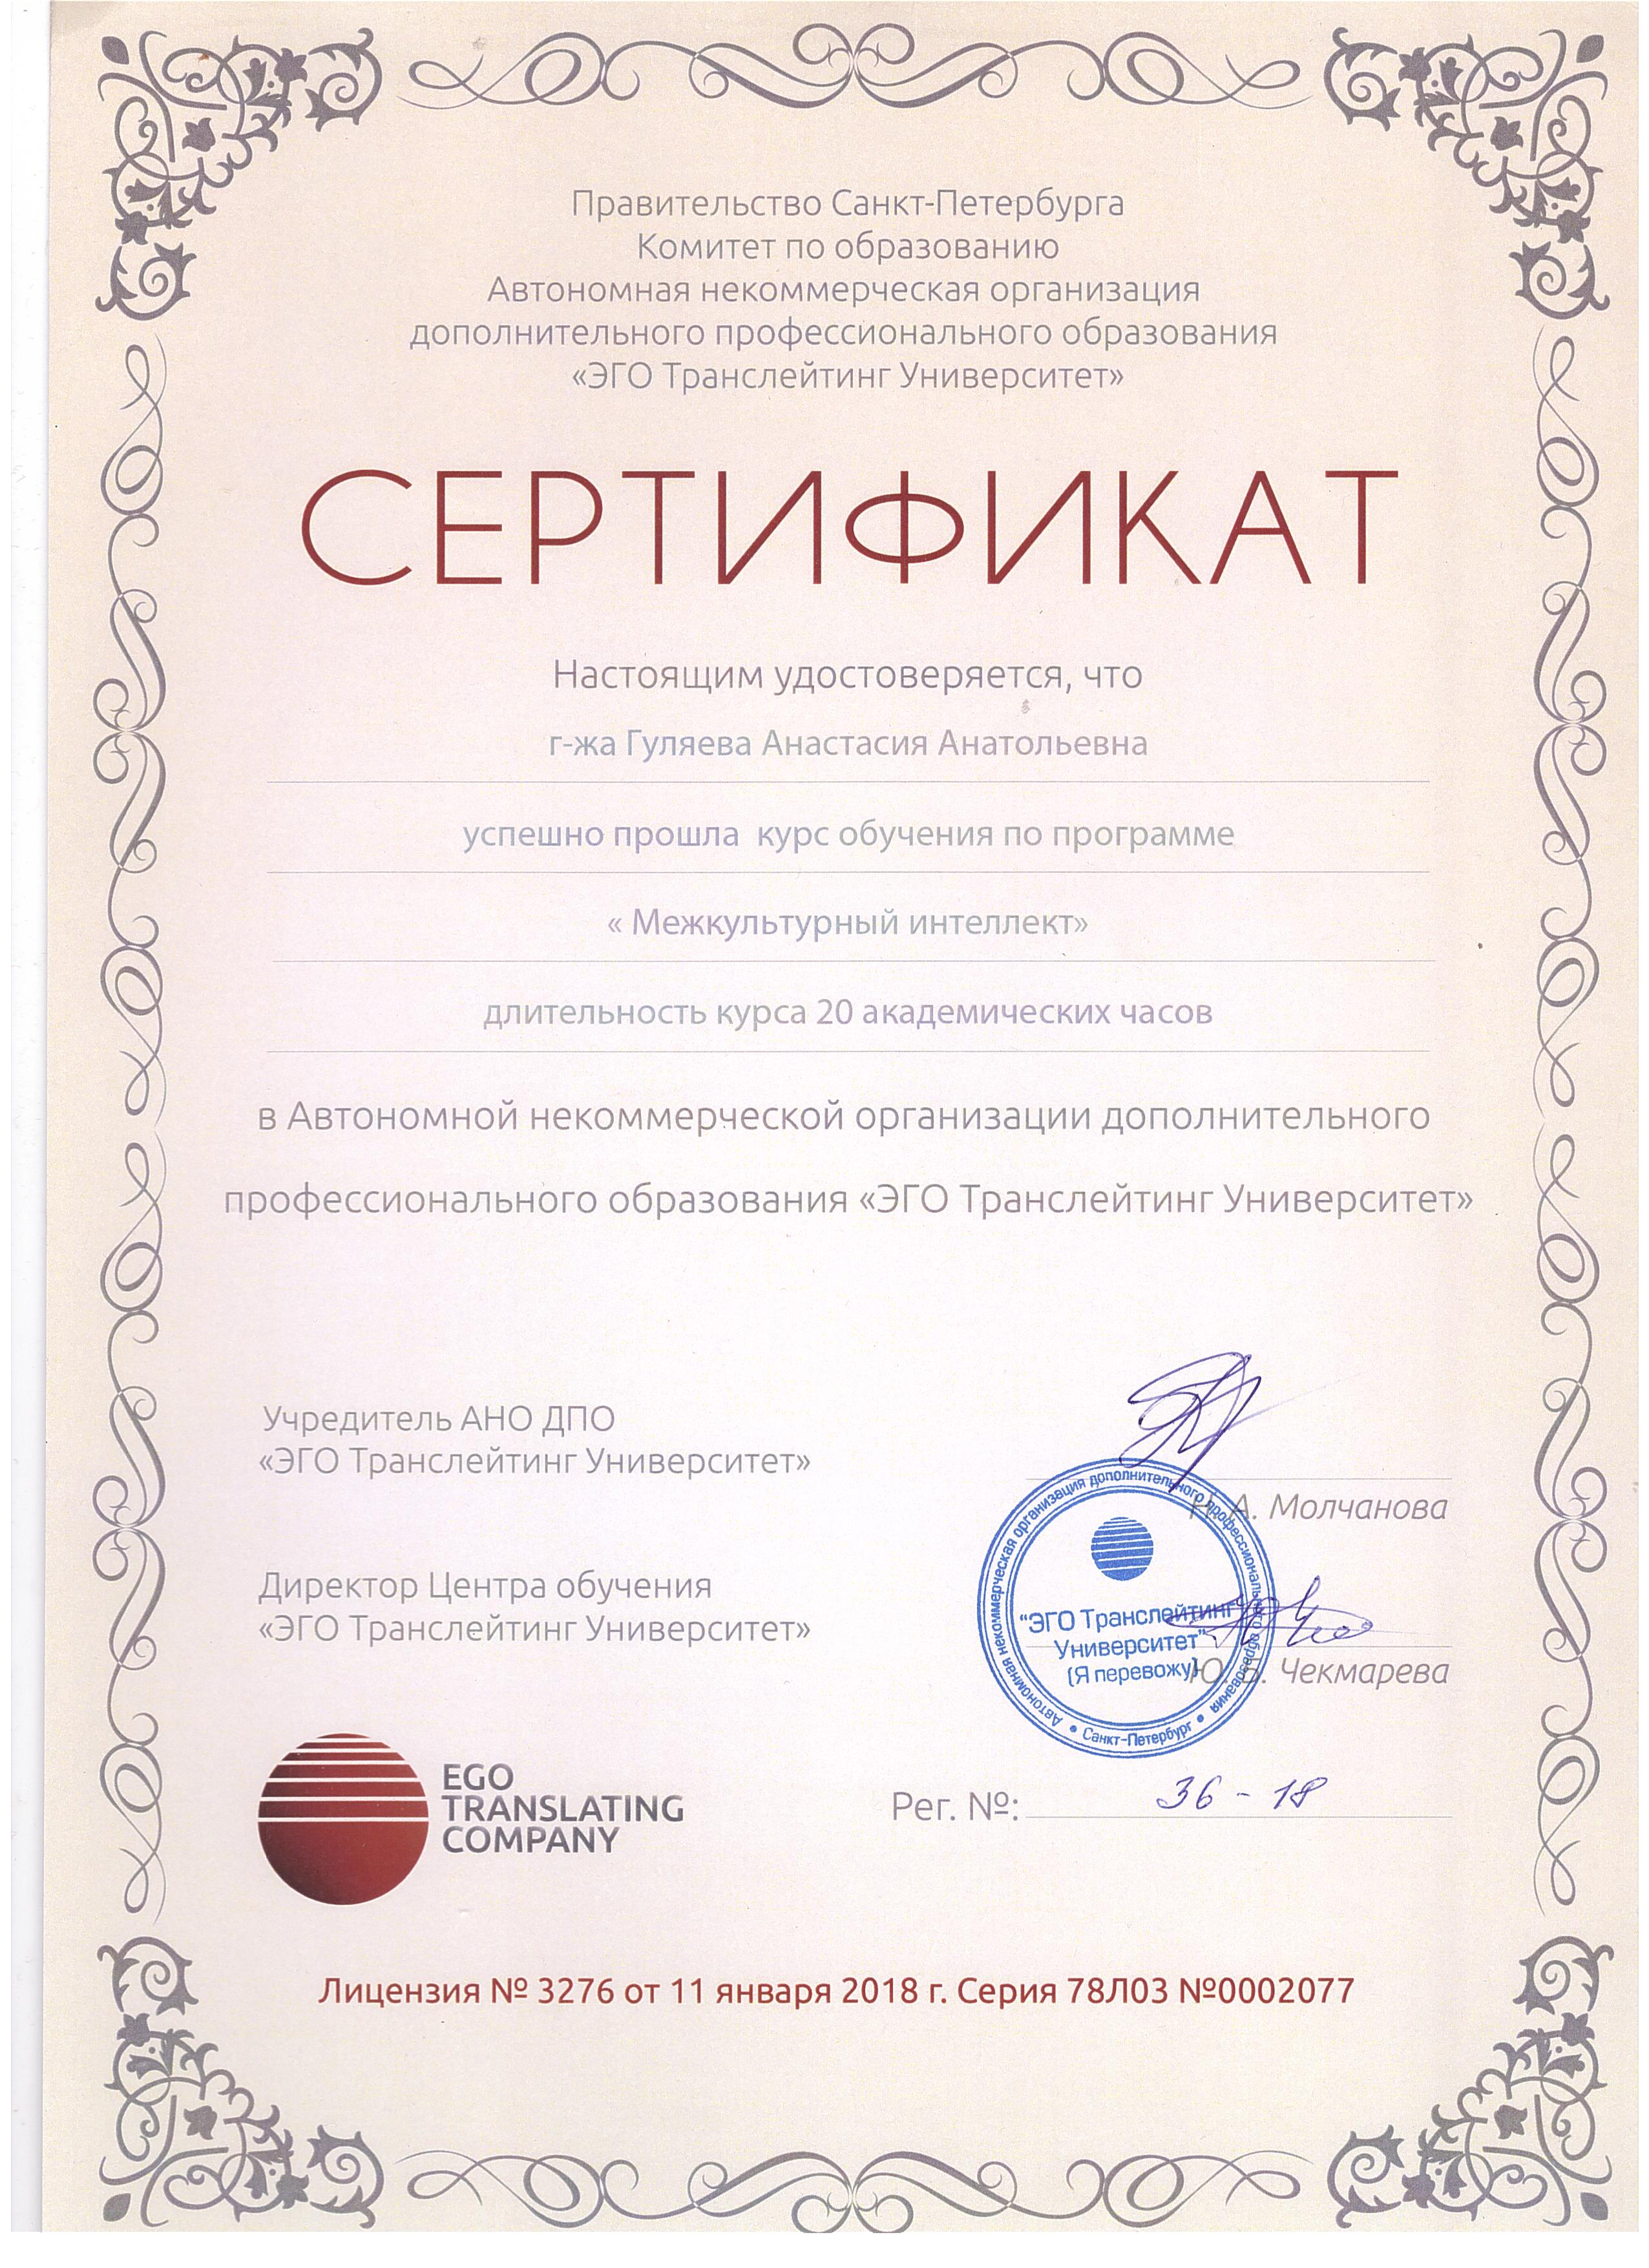 Правительство Санкт-Петербурга
Комитет по образованию
Автономная некоммерческая организация
дополнительного профессионального образования
«ЭГО Транслейтинг Университет»
СЕРТИФИКАТ
Настоящим удостоверяется, что
г-жа Гуляева Анастасия Анатольевна
успешно прошла курс обучения по программе
« Межкультурный интеллект»
длительность курса 20 академических часов
в Автономной некоммерческой организации дополнительного
профессионального образования «ЭГО Транслейтинг Университет»
Учредитель АНО ДПО
«ЭГО Транслейтинг Университет»
Н. А. Молчанова
Директор Центра обучения
«ЭГО Транслейтинг Университет»
Ю. В. Чекмарева
Автономная некоммерческая организация дополнительного профессионального образования
• Санкт-Петербург •
"ЭГО Транслейтинг
Университет"
(Я перевожу)
EGO
TRANSLATING
COMPANY
Рег. №: 36 - 18
Лицензия № 3276 от 11 января 2018 г. Серия 78Л03 №0002077